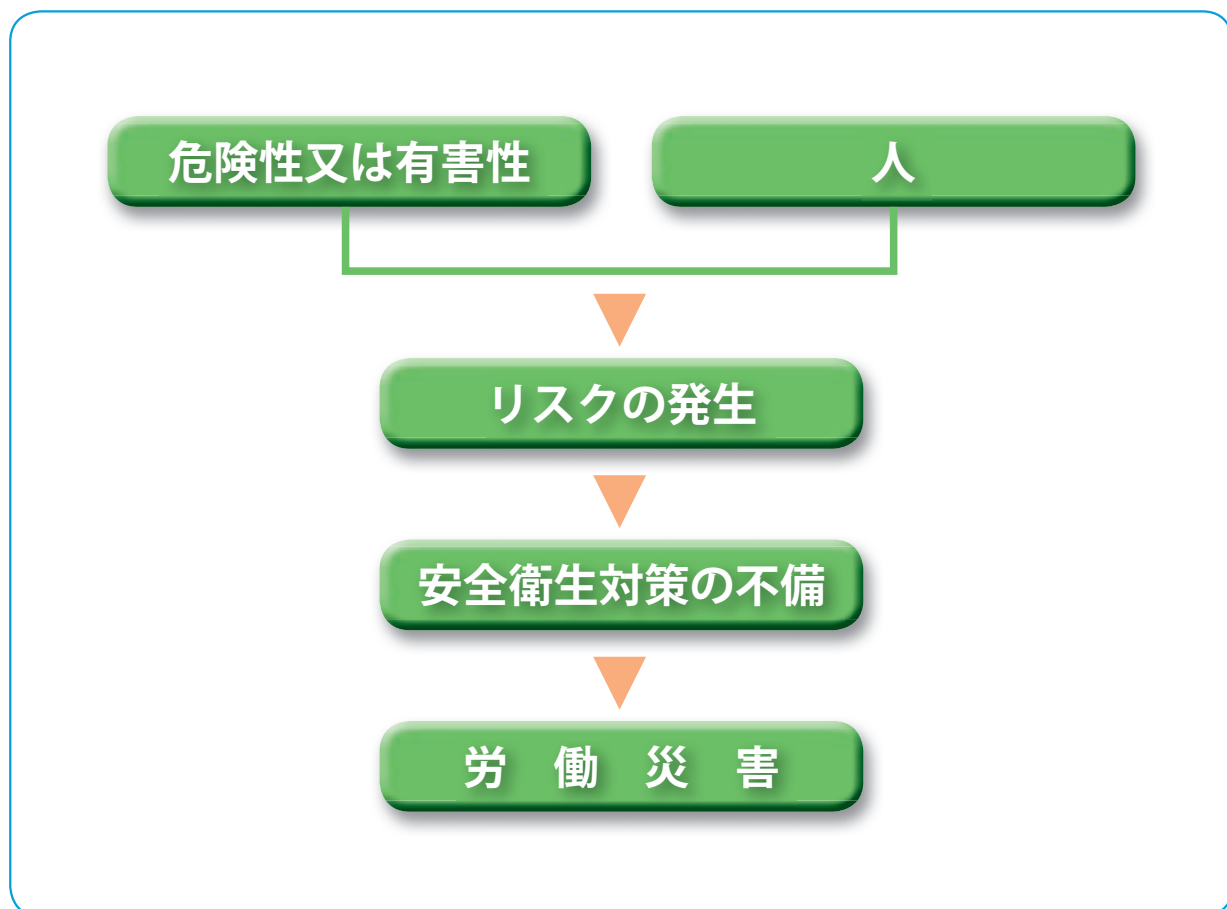 危険性又は有害性
人
リスクの発生
安全衛生対策の不備
労　働　災　害